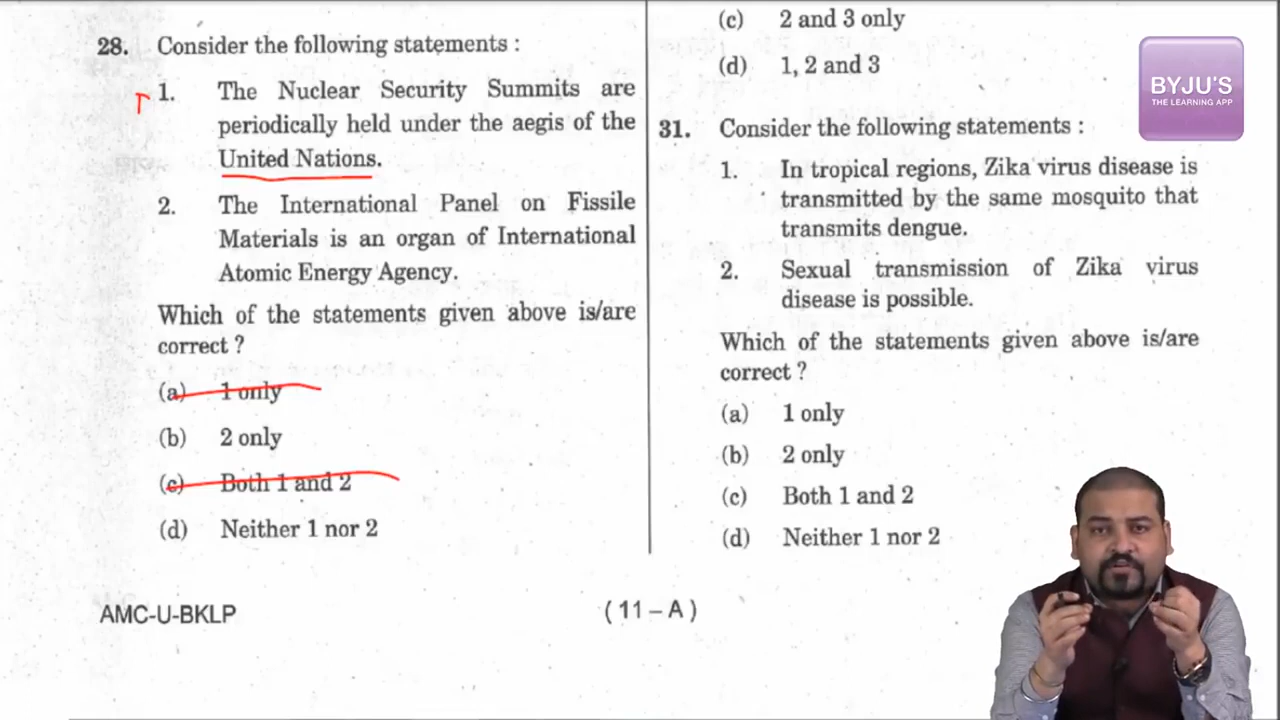 28. Consider the following statements :
1. The Nuclear Security Summits are
periodically held under the aegis of the
United Nations.
2. The International Panel on Fissile
Materials is an organ of International
Atomic Energy Agency.
Which of the statements given above is/are
correct ?
(a) 1 only
(b) 2 only
(c) Both 1 and 2
(d) Neither 1 nor 2
(c) 2 and 3 only
(d) 1, 2 and 3
31. Consider the following statements :
1. In tropical regions, Zika virus disease is
transmitted by the same mosquito that
transmits dengue.
2. Sexual transmission of Zika virus
disease is possible.
Which of the statements given above is/are
correct ?
(a) 1 only
(b) 2 only
(c) Both 1 and 2
(d) Neither 1 nor 2
AMC-U-BKLP
( 11 – A )
BYJU'S
THE LEARNING APP